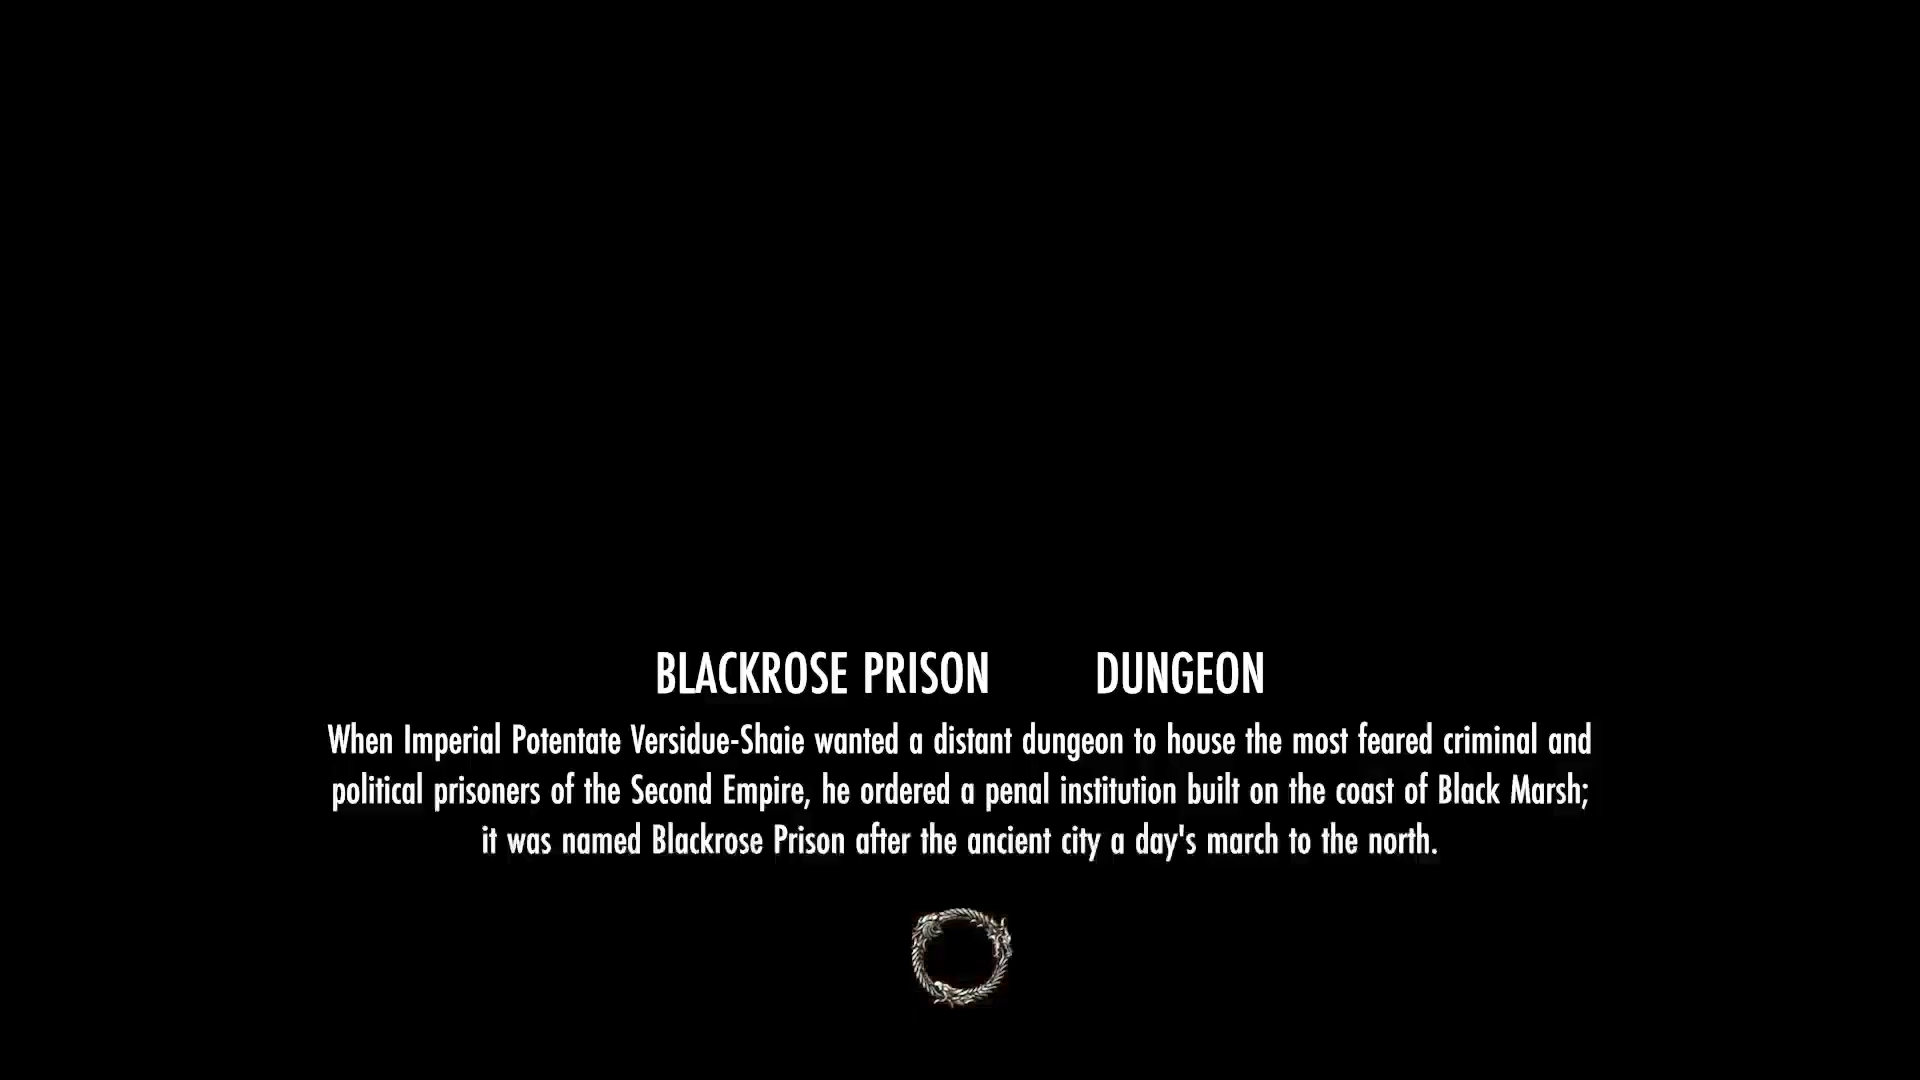 BLACKROSE PRISON DUNGEON
When Imperial Potentate Versidue-Shaie wanted a distant dungeon to house the most feared criminal and
political prisoners of the Second Empire, he ordered a penal institution built on the coast of Black Marsh;
it was named Blackrose Prison after the ancient city a day's march to the north.